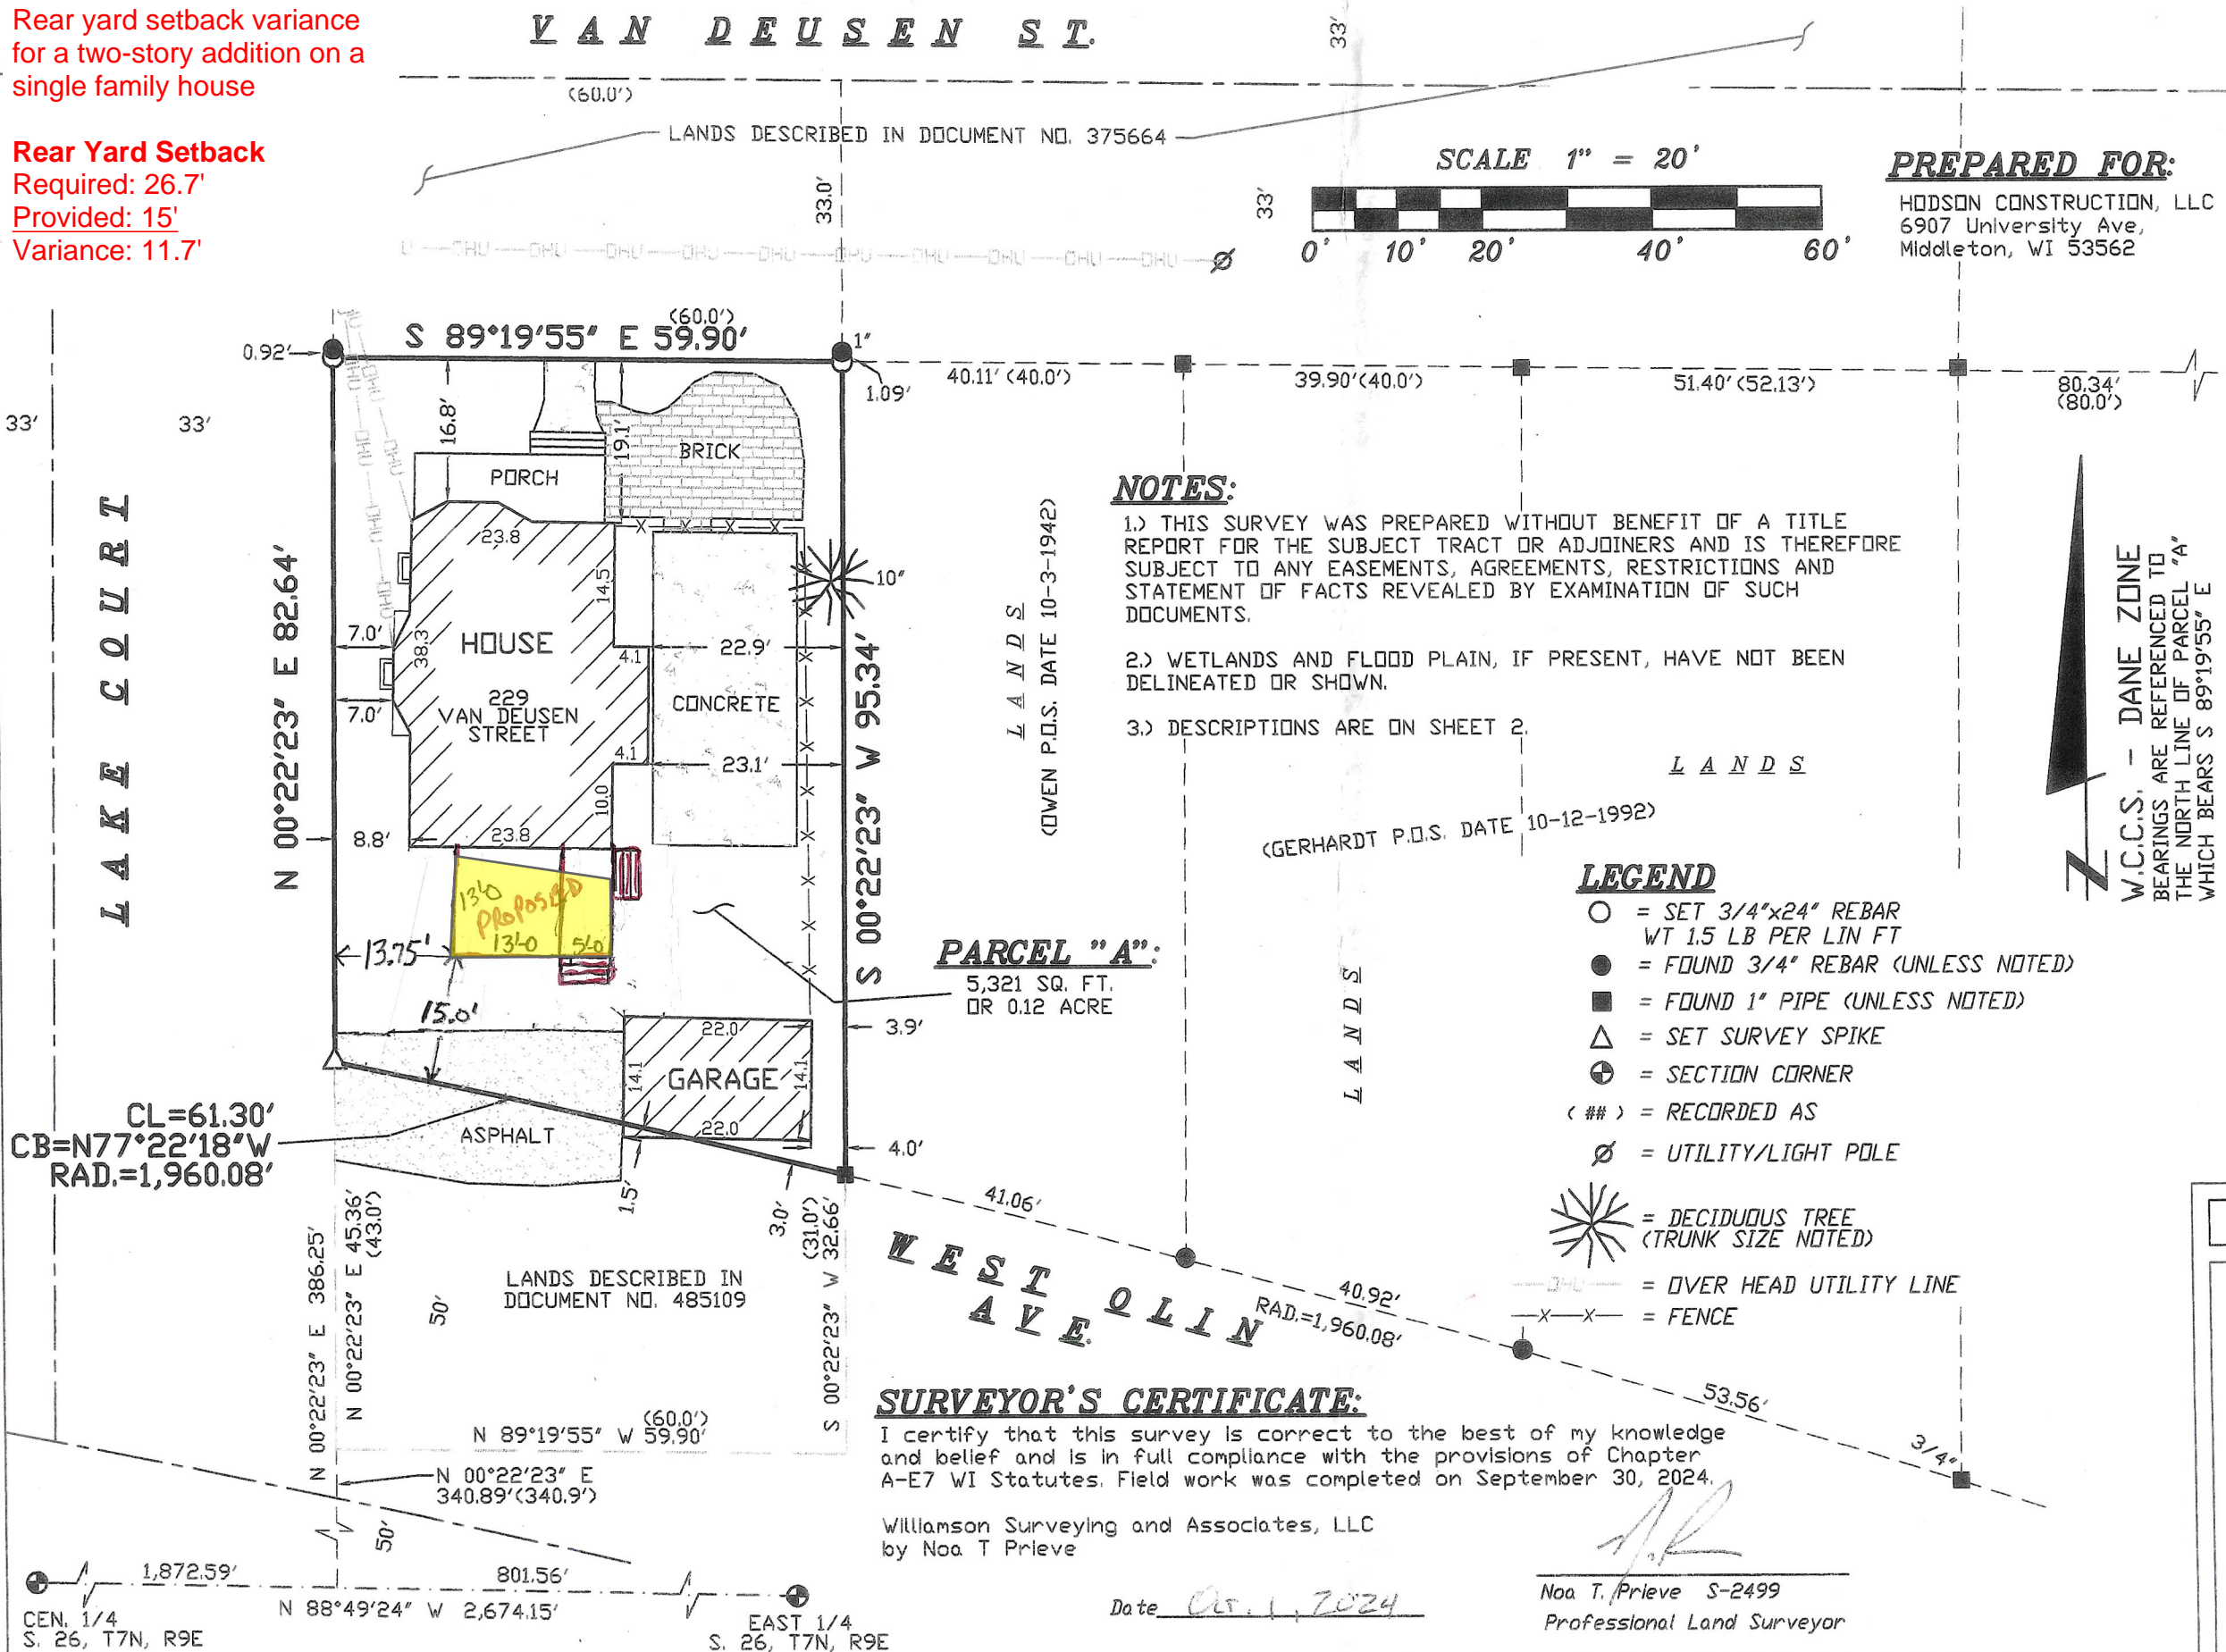 Rear yard setback variance
for a two-story addition on a
single family house
Rear Yard Setback
Required: 26.7'
Provided: 15'
Variance: 11.7'
VAN DEUSEN ST.
(60.0')
33'
LANDS DESCRIBED IN DOCUMENT NO. 375664
33.0'
33'
SCALE 1" = 20'
0' 10' 20' 40' 60'
PREPARED FOR:
HODSON CONSTRUCTION, LLC
6907 University Ave,
Middleton, WI 53562
U OHU OHU OHU OHU OHU OHU OHU OHU OHU
(60.0')
S 89°19'55" E 59.90'
0.92'
1"
1.09'
40.11' (40.0')
39.90'(40.0')
51.40' (52.13')
80.34'
(80.0')
33'
33'
OHU OHU OHU OHU OHU
16.8'
19.1'
BRICK
PORCH
LAKE COURT
N 00°22'23" E 82.64'
23.8
14.5
10"
7.0'
38.3
HOUSE
4.1
22.9'
229
VAN DEUSEN
STREET
7.0'
CONCRETE
4.1
23.1'
10.0
8.8'
23.8
S 00°22'23" W 95.34'
LANDS
(OWEN P.O.S. DATE 10-3-1942)
NOTES:
1.) THIS SURVEY WAS PREPARED WITHOUT BENEFIT OF A TITLE
REPORT FOR THE SUBJECT TRACT OR ADJOINERS AND IS THEREFORE
SUBJECT TO ANY EASEMENTS, AGREEMENTS, RESTRICTIONS AND
STATEMENT OF FACTS REVEALED BY EXAMINATION OF SUCH
DOCUMENTS.
2.) WETLANDS AND FLOOD PLAIN, IF PRESENT, HAVE NOT BEEN
DELINEATED OR SHOWN.
3.) DESCRIPTIONS ARE ON SHEET 2.
LANDS
(GERHARDT P.O.S. DATE 10-12-1992)
N
W.C.C.S. - DANE ZONE
BEARINGS ARE REFERENCED TO
THE NORTH LINE OF PARCEL "A"
WHICH BEARS S 89°19'55" E
13'-0
PROPOSED
13'-0
5'-0
13.75'
15.0'
PARCEL "A":
5,321 SQ. FT.
OR 0.12 ACRE
LANDS
LEGEND
= SET 3/4"x24" REBAR
WT 1.5 LB PER LIN FT
= FOUND 3/4" REBAR (UNLESS NOTED)
= FOUND 1" PIPE (UNLESS NOTED)
= SET SURVEY SPIKE
= SECTION CORNER
( ## ) = RECORDED AS
= UTILITY/LIGHT POLE
= DECIDUOUS TREE
(TRUNK SIZE NOTED)
OHU = OVER HEAD UTILITY LINE
X X = FENCE
22.0'
3.9'
14.1
GARAGE
14.1
22.0'
4.0'
CL=61.30'
CB=N77°22'18"W
RAD.=1,960.08'
ASPHALT
1.5'
3.0'
41.06'
40.92'
RAD.=1,960.08'
53.56'
3/4"
WEST OLIN
AVE.
N 00°22'23" E 386.25'
N 00°22'23" E 45.36'
(43.0')
50'
LANDS DESCRIBED IN
DOCUMENT NO. 485109
(31.0')
S 00°22'23" W 32.66'
(60.0')
N 89°19'55" W 59.90'
N 00°22'23" E
340.89'(340.9')
50'
SURVEYOR'S CERTIFICATE:
I certify that this survey is correct to the best of my knowledge
and belief and is in full compliance with the provisions of Chapter
A-E7 WI Statutes. Field work was completed on September 30, 2024.
Williamson Surveying and Associates, LLC
by Noa T Prieve
Date Oct. 1, 2024
Noa T. Prieve S-2499
Professional Land Surveyor
1,872.59'
801.56'
N 88°49'24" W 2,674.15'
CEN. 1/4
S. 26, T7N, R9E
EAST 1/4
S. 26, T7N, R9E